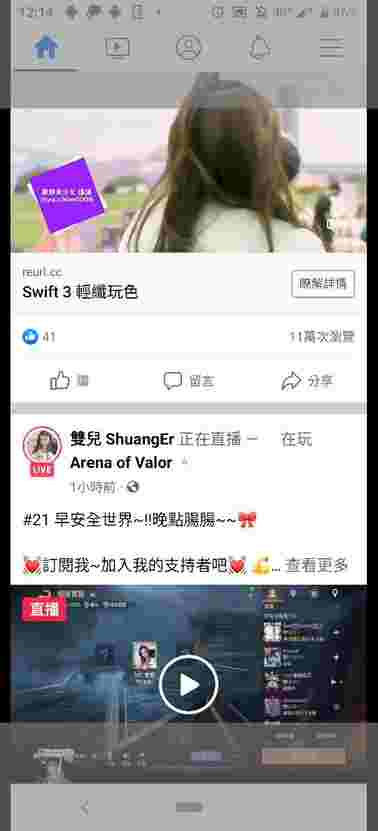 12:14
reurl.cc
Swift 3 輕纖玩色
瞭解詳情
41
11萬次瀏覽
讚
留言
分享
雙兒 ShuangEr 正在直播 — 在玩
Arena of Valor
LIVE
1小時前
#21 早安全世界~!!晚點腸腸~~🎀
💓訂閱我~加入我的支持者吧💓 💪... 查看更多
直播